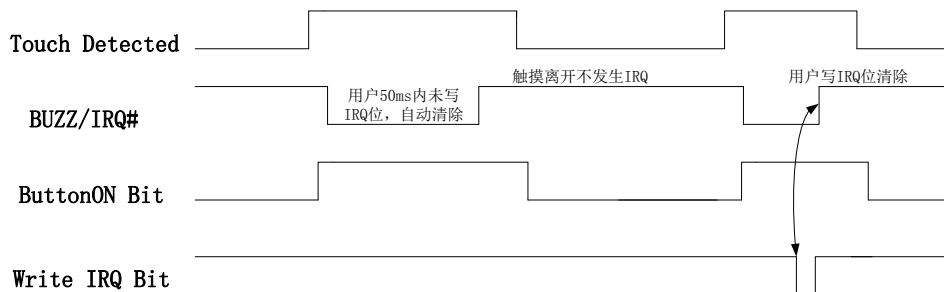 Touch Detected
触摸离开不发生IRQ
用户写IRQ位清除
用户50ms内未写
IRQ位，自动清除
BUZZ/IRQ#
ButtonON Bit
Write IRQ Bit